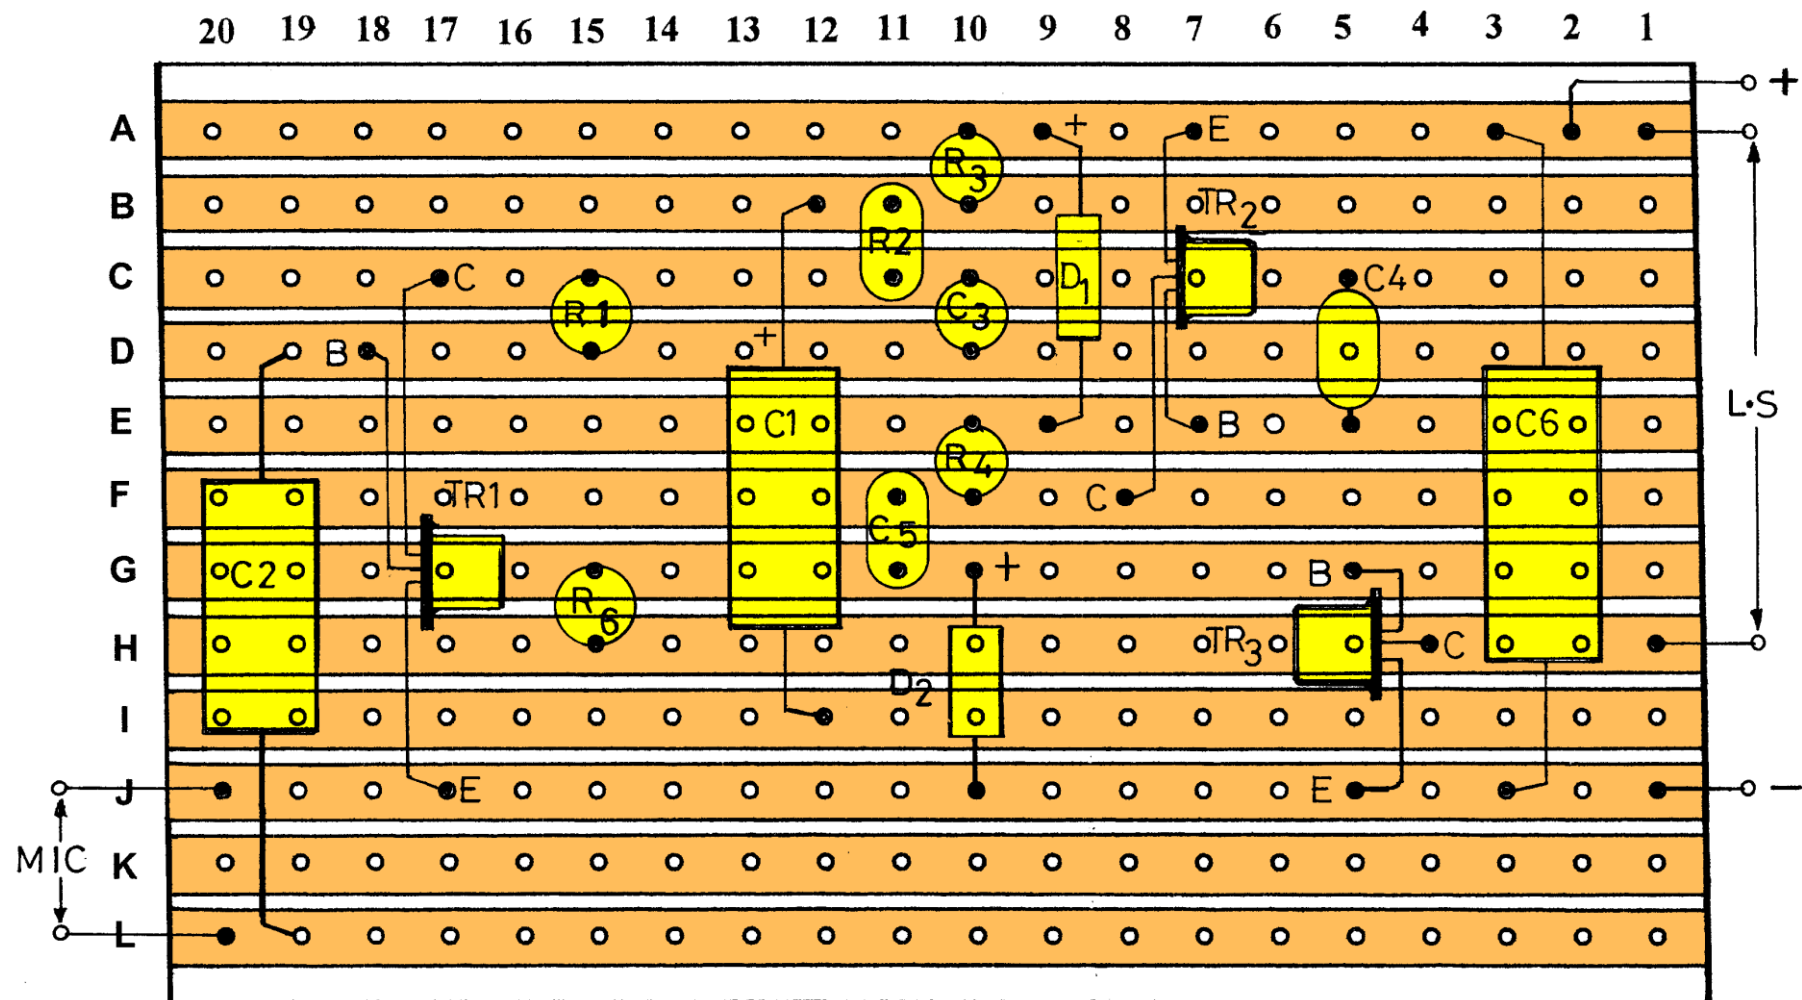 20 19 18 17 16 15 14 13 12 11 10 9 8 7 6 5 4 3 2 1
+
A + E
R3
B TR2
R2
C C R1 C3 D1 C4
D B +
L·S
E C1 R4 B C6
F TR1 C
C5
G C2 + B
R6
H TR3 C
D2
I
J E E −
MIC K
L